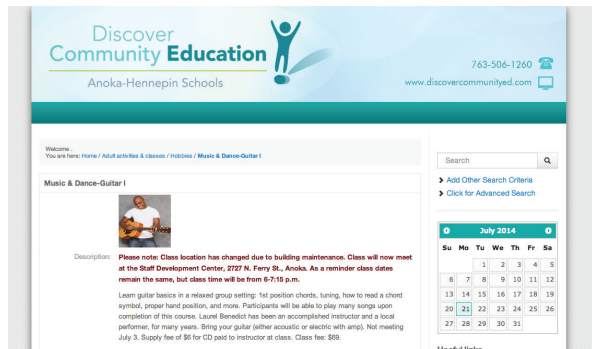 Discover
Community Education
Anoka-Hennepin Schools
763-506-1260
www.discovercommunityed.com
Welcome .
You are here: Home / Adult activities & classes / Hobbies / Music & Dance-Guitar I
Music & Dance-Guitar I
Description:
Please note: Class location has changed due to building maintenance. Class will now meet
at the Staff Development Center, 2727 N. Ferry St., Anoka. As a reminder class dates
remain the same, but class time will be from 6-7:15 p.m.
Learn guitar basics in a relaxed group setting: 1st position chords, tuning, how to read a chord
symbol, proper hand position, and more. Participants will be able to play many songs upon
completion of this course. Laurel Benedict has been an accomplished instructor and a local
performer, for many years. Bring your guitar (either acoustic or electric with amp). Not meeting
July 3. Supply fee of $6 for CD paid to instructor at class. Class fee: $69.
Search
Add Other Search Criteria
Click for Advanced Search
July 2014
Su Mo Tu We Th Fr Sa
1 2 3 4 5
6 7 8 9 10 11 12
13 14 15 16 17 18 19
20 21 22 23 24 25 26
27 28 29 30 31
Useful links